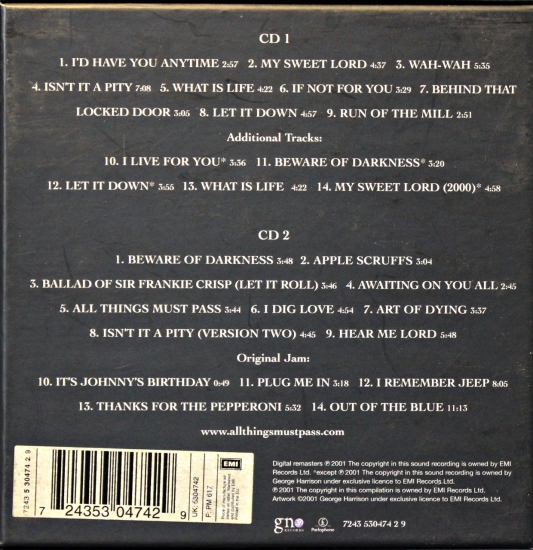 CD 1
1. I'D HAVE YOU ANYTIME 2:57 2. MY SWEET LORD 4:37 3. WAH-WAH 5:35
4. ISN'T IT A PITY 7:08 5. WHAT IS LIFE 4:22 6. IF NOT FOR YOU 3:29 7. BEHIND THAT
LOCKED DOOR 3:05 8. LET IT DOWN 4:57 9. RUN OF THE MILL 2:51
Additional Tracks:
10. I LIVE FOR YOU* 3:36 11. BEWARE OF DARKNESS* 3:20
12. LET IT DOWN* 3:55 13. WHAT IS LIFE 4:22 14. MY SWEET LORD (2000)* 4:58
CD 2
1. BEWARE OF DARKNESS 3:48 2. APPLE SCRUFFS 3:04
3. BALLAD OF SIR FRANKIE CRISP (LET IT ROLL) 3:46 4. AWAITING ON YOU ALL 2:45
5. ALL THINGS MUST PASS 3:44 6. I DIG LOVE 4:54 7. ART OF DYING 3:37
8. ISN'T IT A PITY (VERSION TWO) 4:45 9. HEAR ME LORD 5:48
Original Jam:
10. IT'S JOHNNY'S BIRTHDAY 0:49 11. PLUG ME IN 3:18 12. I REMEMBER JEEP 8:05
13. THANKS FOR THE PEPPERONI 5:32 14. OUT OF THE BLUE 11:13
www.allthingsmustpass.com
7243 5 30474 2 9
7 24353 04742 9
UK: 5304742
P: PM 617
EMI
Digital remasters ℗ 2001 The copyright in this sound recording is owned by EMI
Records Ltd. *except ℗ 2001 The copyright in this sound recording is owned by
George Harrison under exclusive licence to EMI Records Ltd.
℗ 2001 The copyright in this compilation is owned by EMI Records Ltd.
Artwork ©2001 George Harrison under exclusive licence to EMI Records Ltd.
gn
RECORDS
Parlophone
7243 530474 2 9